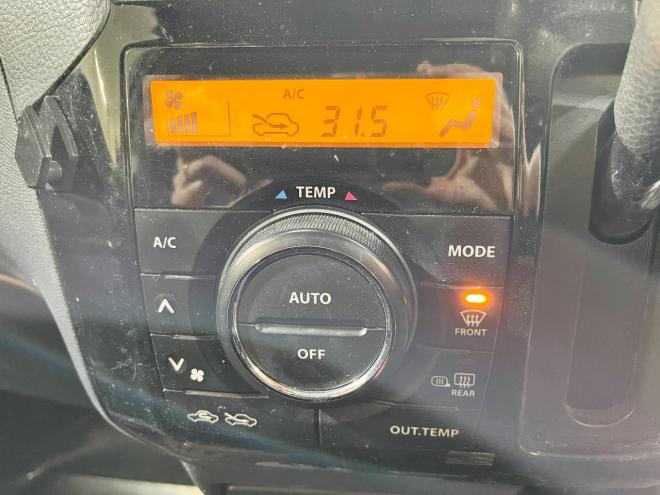 A/C
31.5
TEMP
A/C
MODE
AUTO
OFF
FRONT
REAR
OUT.TEMP